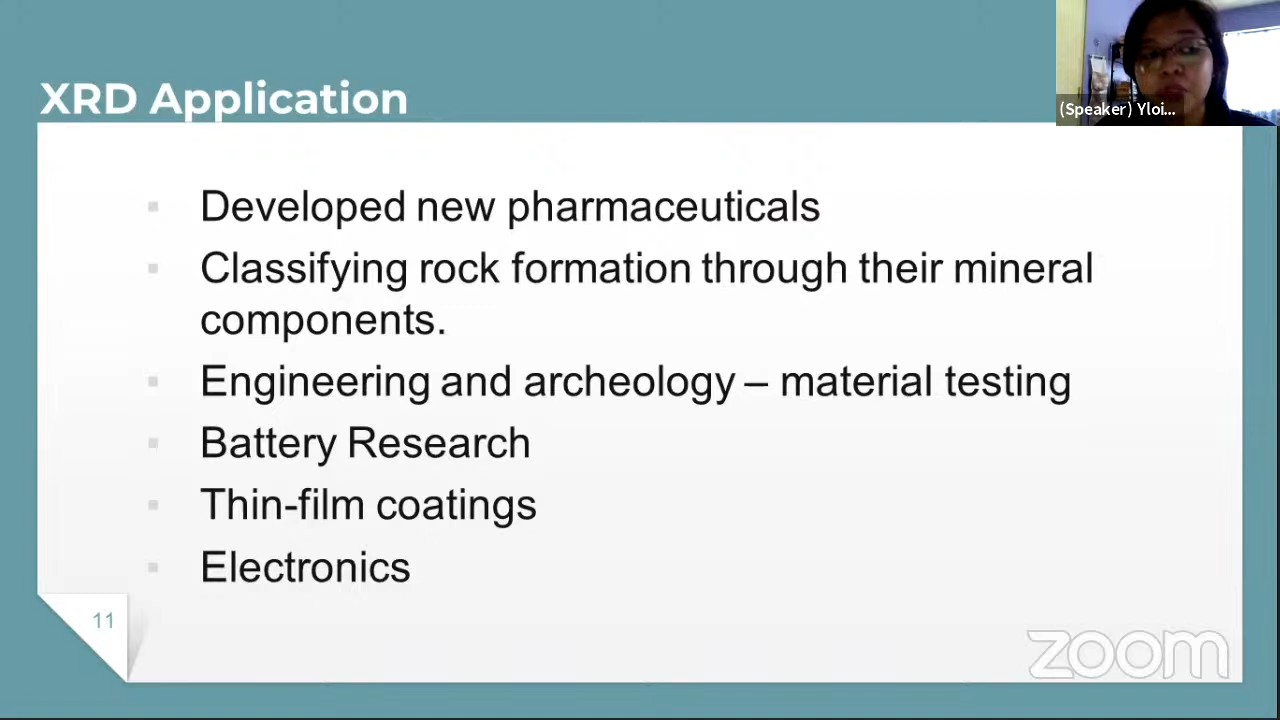 XRD Application
(Speaker) Yloi...
Developed new pharmaceuticals
Classifying rock formation through their mineral
components.
Engineering and archeology – material testing
Battery Research
Thin-film coatings
Electronics
11
zoom